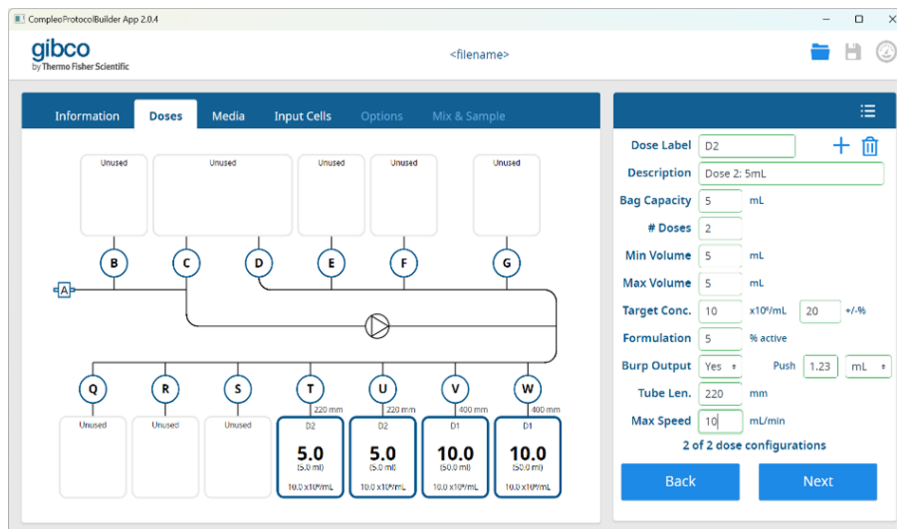 CompleoProtocolBuilder App 2.0.4
gibco
by Thermo Fisher Scientific
<filename>
Information Doses Media Input Cells Options Mix & Sample
Unused Unused Unused Unused Unused
B C D E F G
A
Q R S T U V W
220 mm 220 mm 400 mm 400 mm
Unused Unused Unused D2 D2 D1 D1
5.0 5.0 10.0 10.0
(5.0 ml) (5.0 ml) (50.0 ml) (50.0 ml)
10.0 x10⁶/mL 10.0 x10⁶/mL 10.0 x10⁶/mL 10.0 x10⁶/mL
Dose Label D2
Description Dose 2: 5mL
Bag Capacity 5 mL
# Doses 2
Min Volume 5 mL
Max Volume 5 mL
Target Conc. 10 x10⁶/mL 20 +/-%
Formulation 5 % active
Burp Output Yes Push 1.23 mL
Tube Len. 220 mm
Max Speed 10 mL/min
2 of 2 dose configurations
Back Next